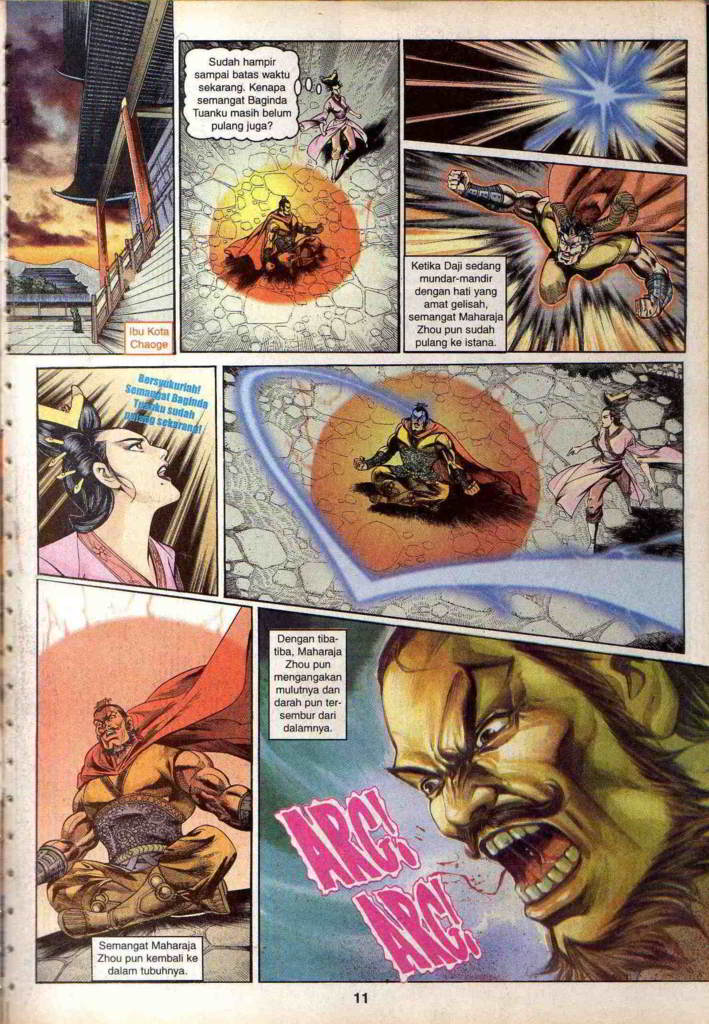 Ibu Kota
Chaoge
Sudah hampir
sampai batas waktu
sekarang. Kenapa
semangat Baginda
Tuanku masih belum
pulang juga?
Ketika Daji sedang
mundar-mandir
dengan hati yang
amat gelisah,
semangat Maharaja
Zhou pun sudah
pulang ke istana.
Bersyukurlah!
Semangat Baginda
Tuanku sudah
pulang sekarang!
Semangat Maharaja
Zhou pun kembali ke
dalam tubuhnya.
Dengan tiba-
tiba, Maharaja
Zhou pun
mengangakan
mulutnya dan
darah pun ter-
sembur dari
dalamnya.
ARG!
ARG!
11